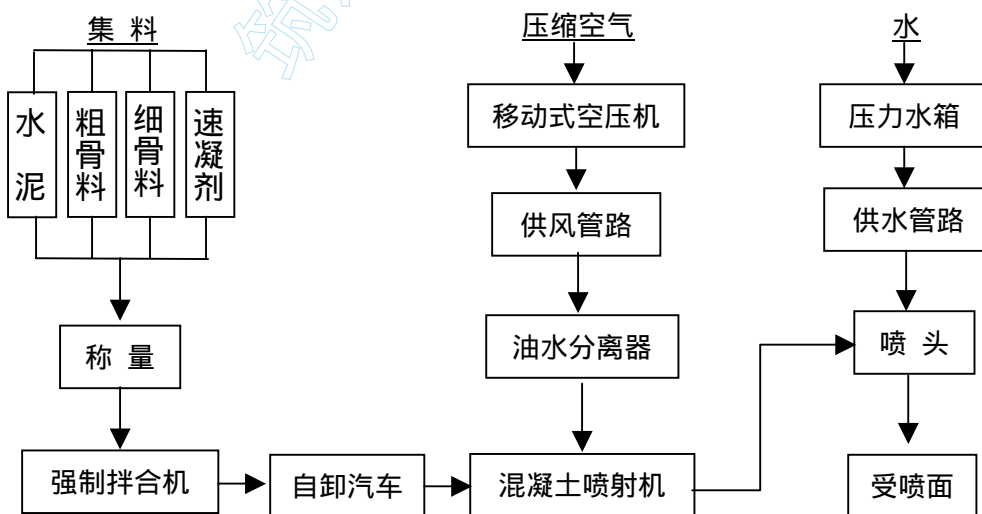 集 料
压缩空气
水
水泥
粗骨料
细骨料
速凝剂
移动式空压机
压力水箱
供风管路
供水管路
称 量
油水分离器
喷 头
强制拌合机
自卸汽车
混凝土喷射机
受喷面
筑